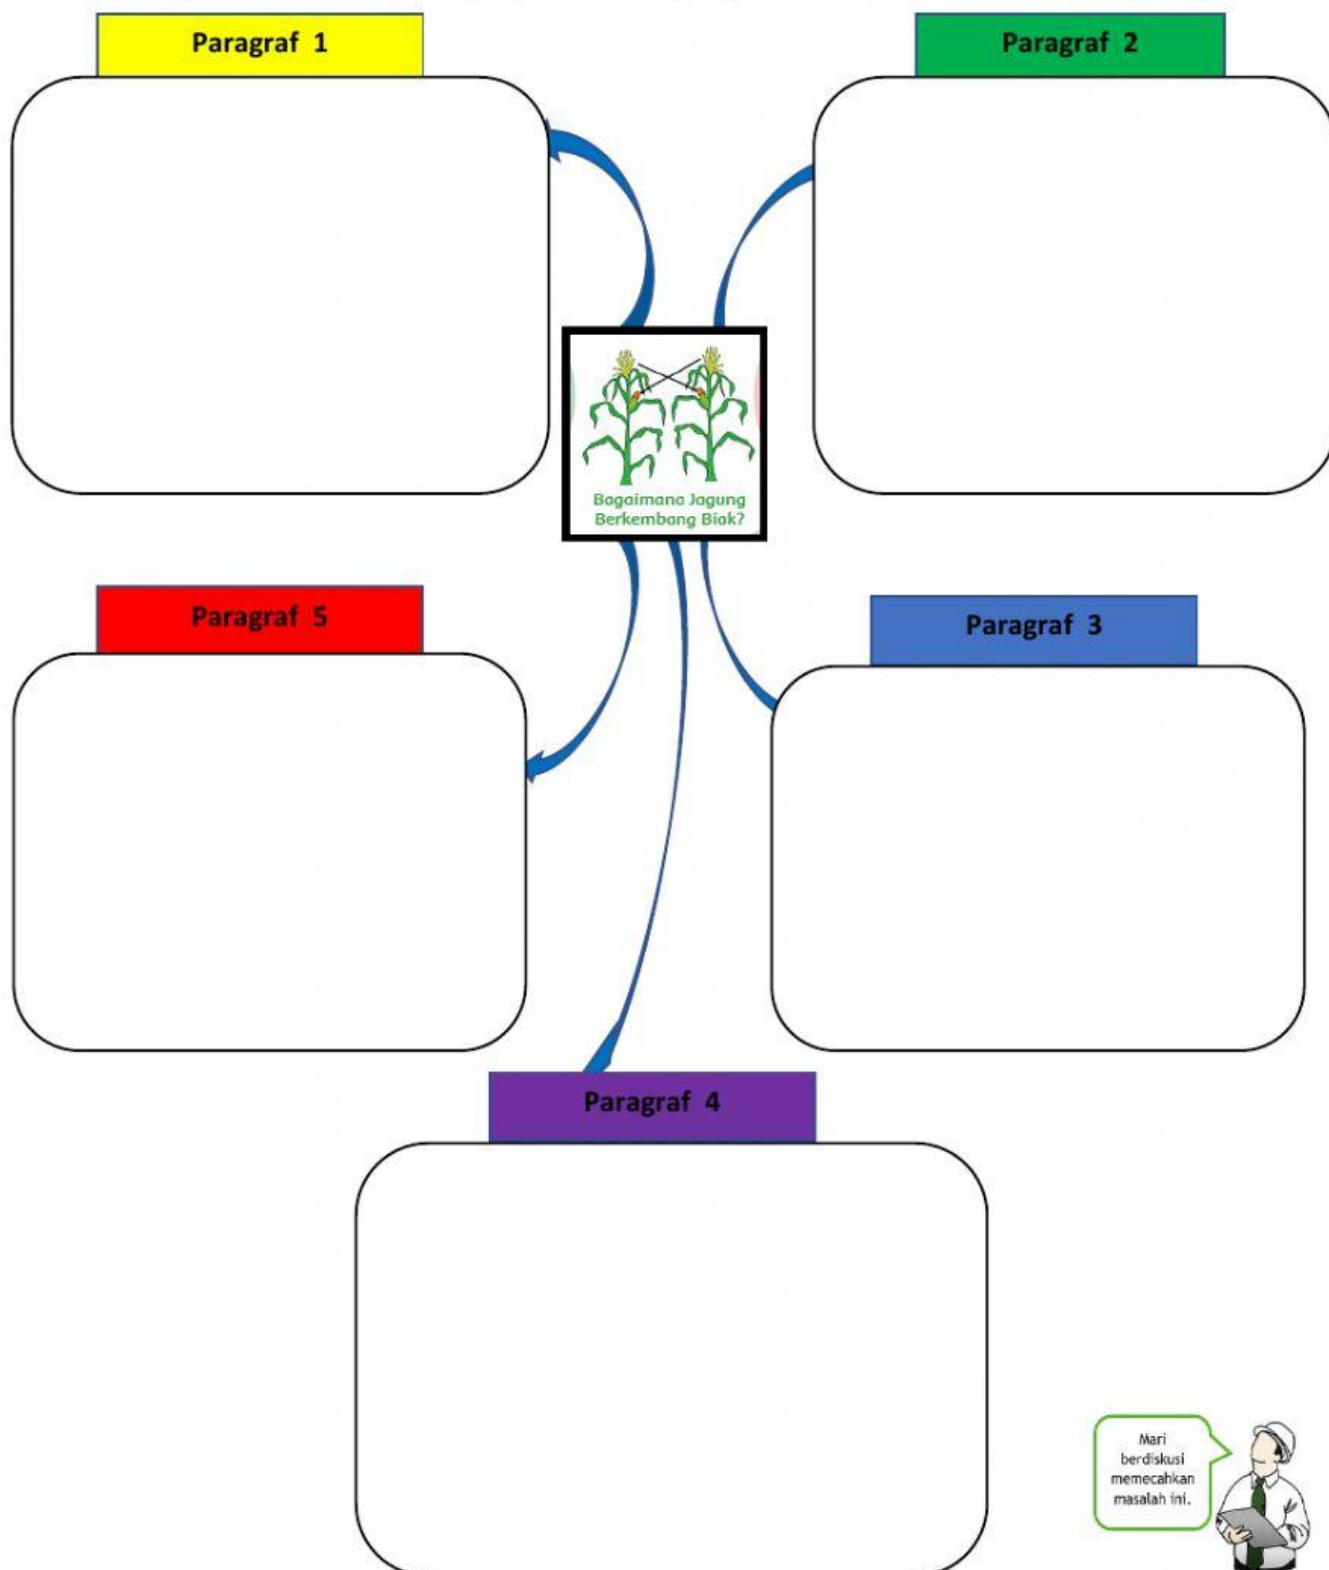 Paragraf 1
Paragraf 2
Bagaimana Jagung
Berkembang Biak?
Paragraf 5
Paragraf 3
Paragraf 4
Mari
berdiskusi
memecahkan
masalah ini.